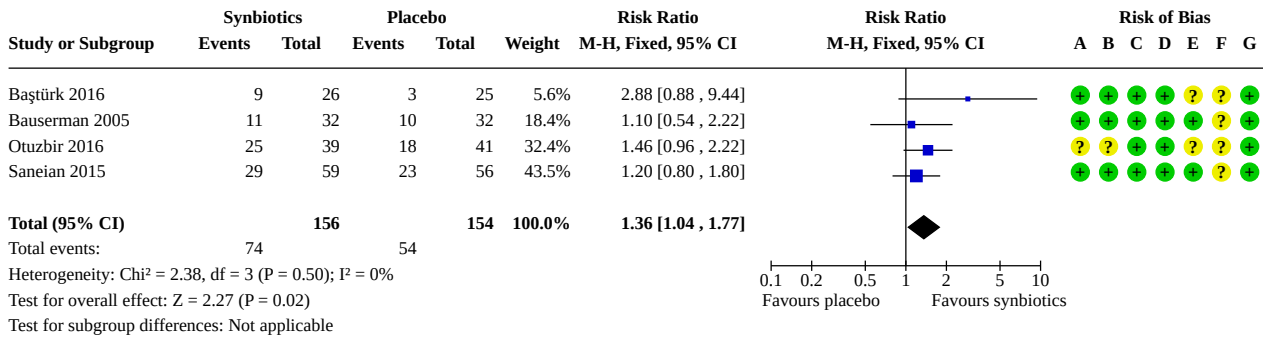 Synbiotics Placebo Risk Ratio Risk Ratio Risk of Bias
Study or Subgroup Events Total Events Total Weight M-H, Fixed, 95% CI M-H, Fixed, 95% CI A B C D E F G
Baştürk 2016 9 26 3 25 5.6% 2.88 [0.88 , 9.44] + + + + ? ? +
Bauserman 2005 11 32 10 32 18.4% 1.10 [0.54 , 2.22] + + + + + ? +
Otuzbir 2016 25 39 18 41 32.4% 1.46 [0.96 , 2.22] ? ? + + ? ? +
Saneian 2015 29 59 23 56 43.5% 1.20 [0.80 , 1.80] + + + + + ? +
Total (95% CI) 156 154 100.0% 1.36 [1.04 , 1.77]
Total events: 74 54
Heterogeneity: Chi² = 2.38, df = 3 (P = 0.50); I² = 0%
0.1 0.2 0.5 1 2 5 10
Test for overall effect: Z = 2.27 (P = 0.02) Favours placebo Favours synbiotics
Test for subgroup differences: Not applicable